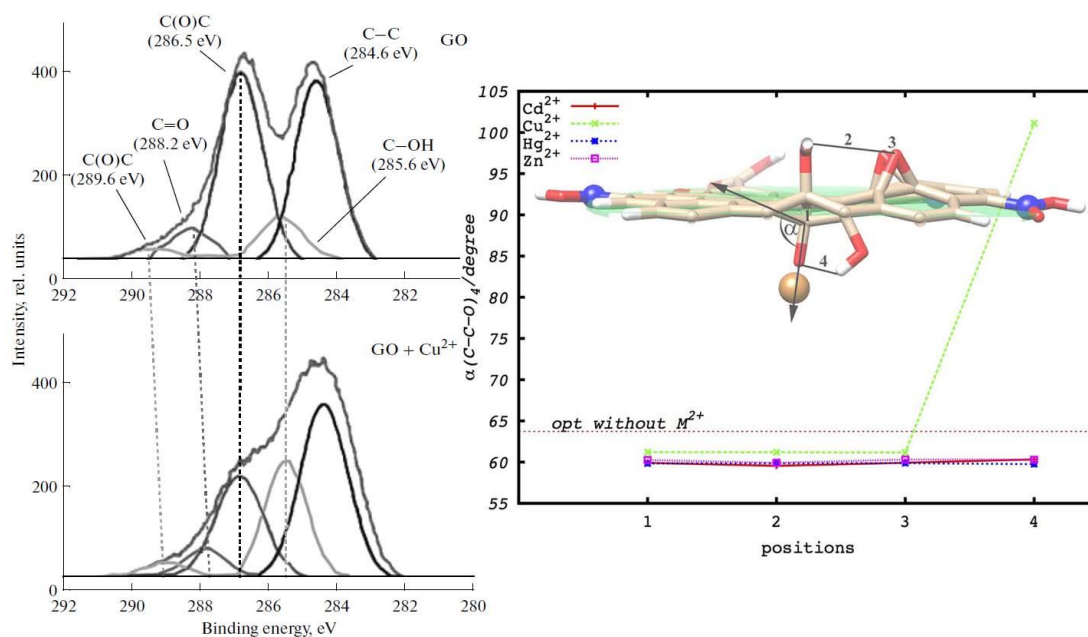 C(O)C
(286.5 eV)
GO
C–C
(284.6 eV)
400
C=O
(288.2 eV)
C(O)C
(289.6 eV)
C–OH
(285.6 eV)
200
0
292 290 288 286 284 282 280
Intensity, rel. units
GO + Cu²⁺
400
200
0
292 290 288 286 284 282 280
Binding energy, eV
105
100
95
90
85
80
75
70
65
60
55
α(C-C-O)₄/degree
Cd²⁺
Cu²⁺
Hg²⁺
Zn²⁺
2
3
α
4
opt without M²⁺
1 2 3 4
positions